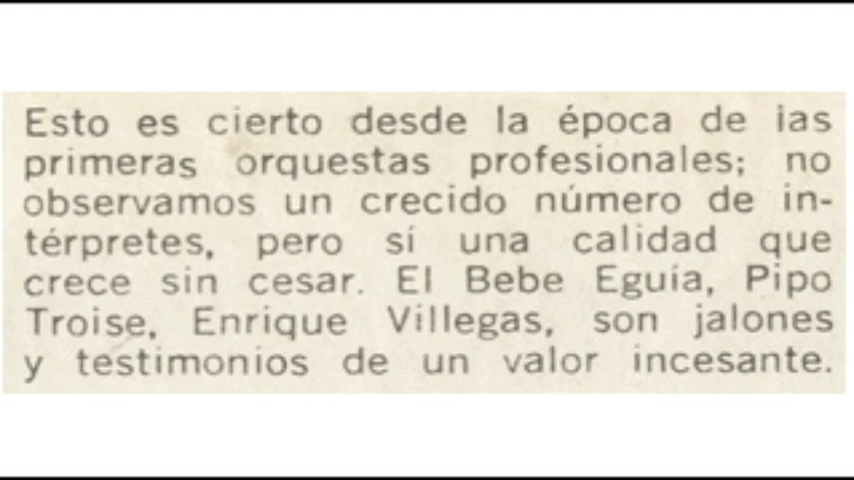 Esto es cierto desde la época de ias
primeras orquestas profesionales; no
observamos un crecido número de in-
térpretes, pero sí una calidad que
crece sin cesar. El Bebe Eguía, Pipo
Troise, Enrique Villegas, son jalones
y testimonios de un valor incesante.